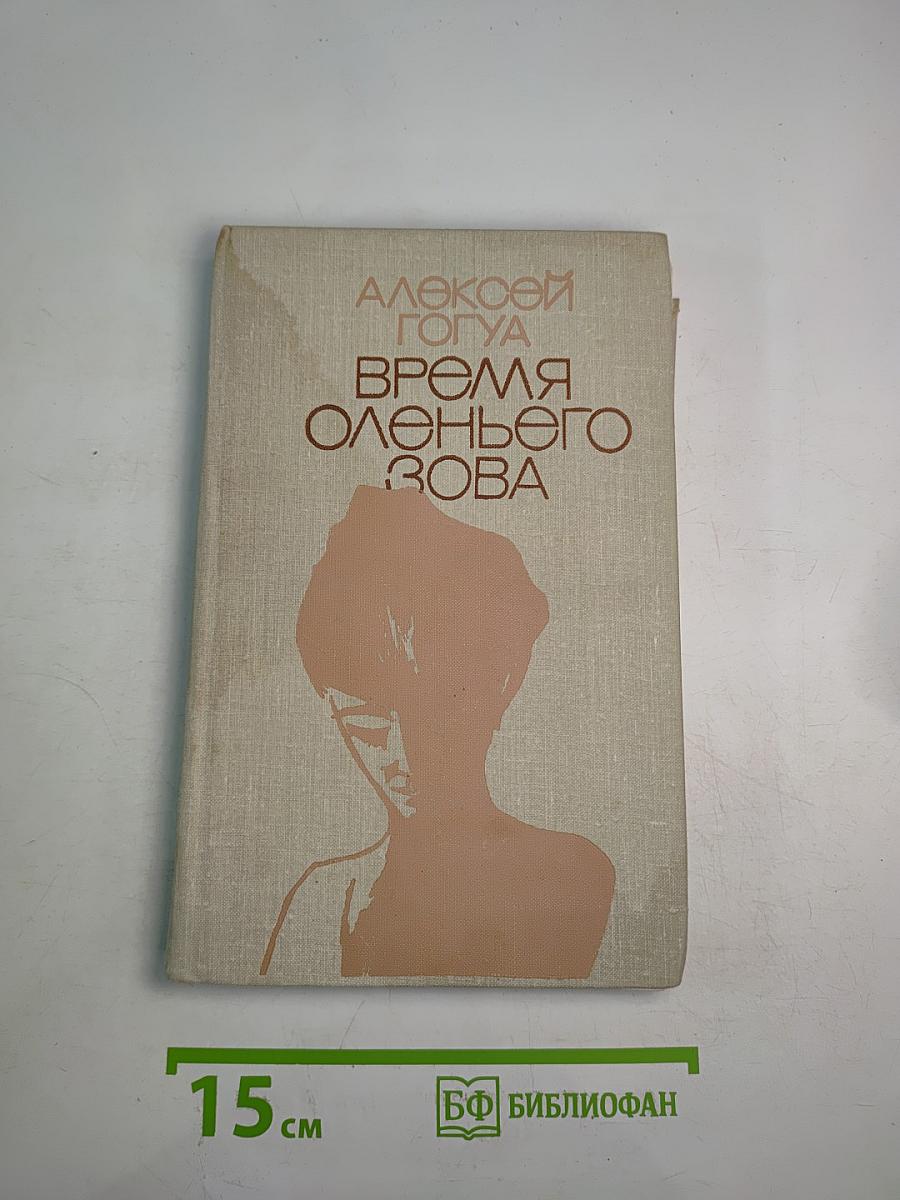 АЛЕКСЕЙ
ГОГУА
ВРЕМЯ
ОЛЕНЬЕГО
ЗОВА
15 см
БФ БИБЛИОФАН